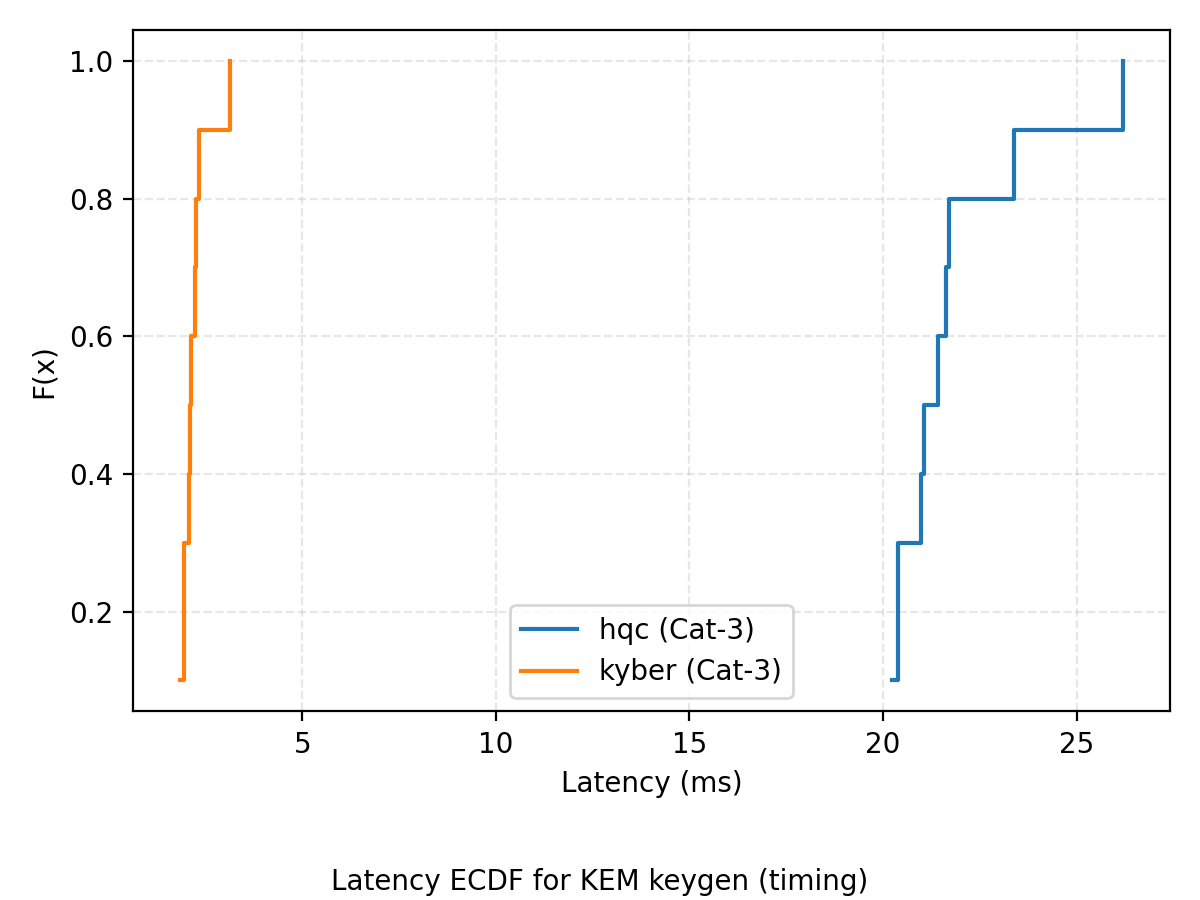 1.0
0.8
0.6
0.4
0.2
F(x)
hqc (Cat-3)
kyber (Cat-3)
5 10 15 20 25
Latency (ms)
Latency ECDF for KEM keygen (timing)